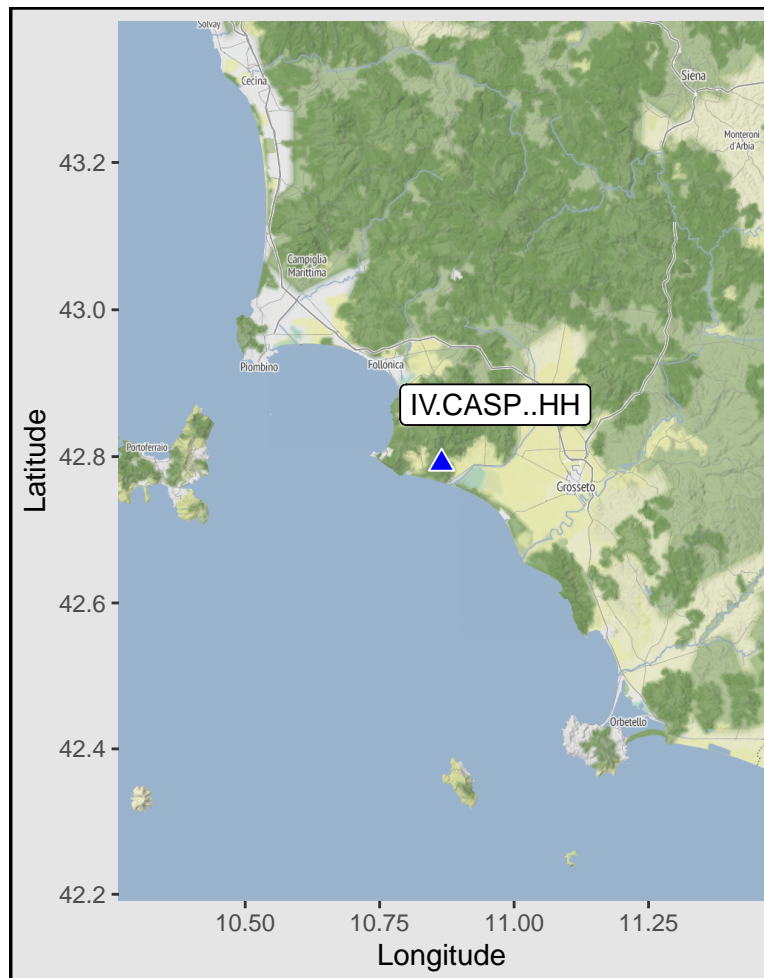 Solvay
Cecina
Siena
Monteroni
d'Arbia
43.2
Campiglia
Marittima
43.0
Piombino
Follonica
IV.CASP..HH
Portoferraio
42.8
Grosseto
Latitude
42.6
Orbetello
42.4
42.2
10.50
10.75
11.00
11.25
Longitude